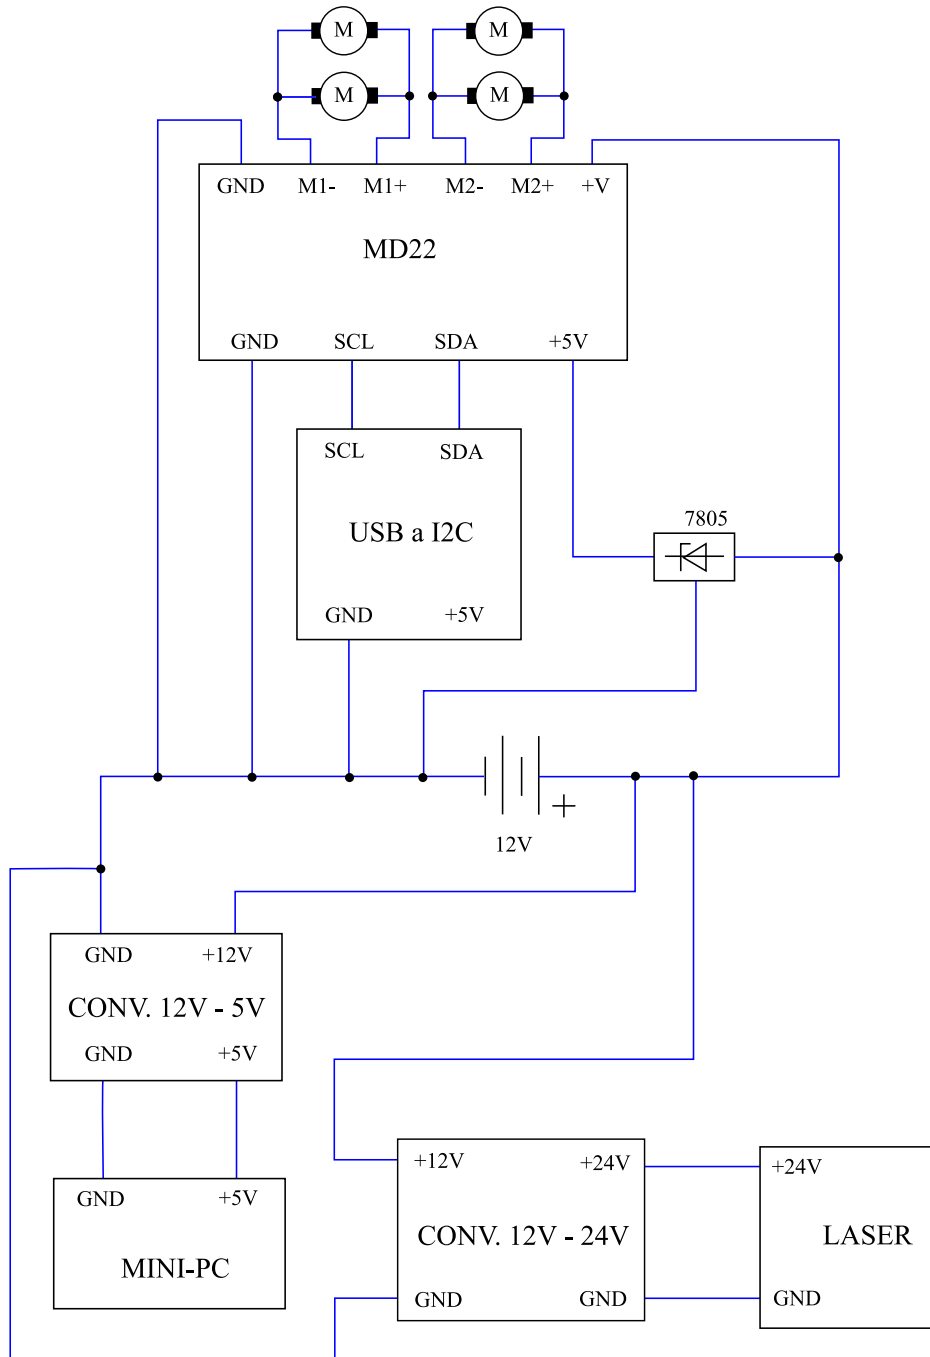 M M
M M
GND M1- M1+ M2- M2+ +V
MD22
GND SCL SDA +5V
SCL SDA
7805
USB a I2C
GND +5V
12V
GND +12V
CONV. 12V - 5V
GND +5V
GND +5V
MINI-PC
+12V +24V
CONV. 12V - 24V
GND GND
+24V
LASER
GND